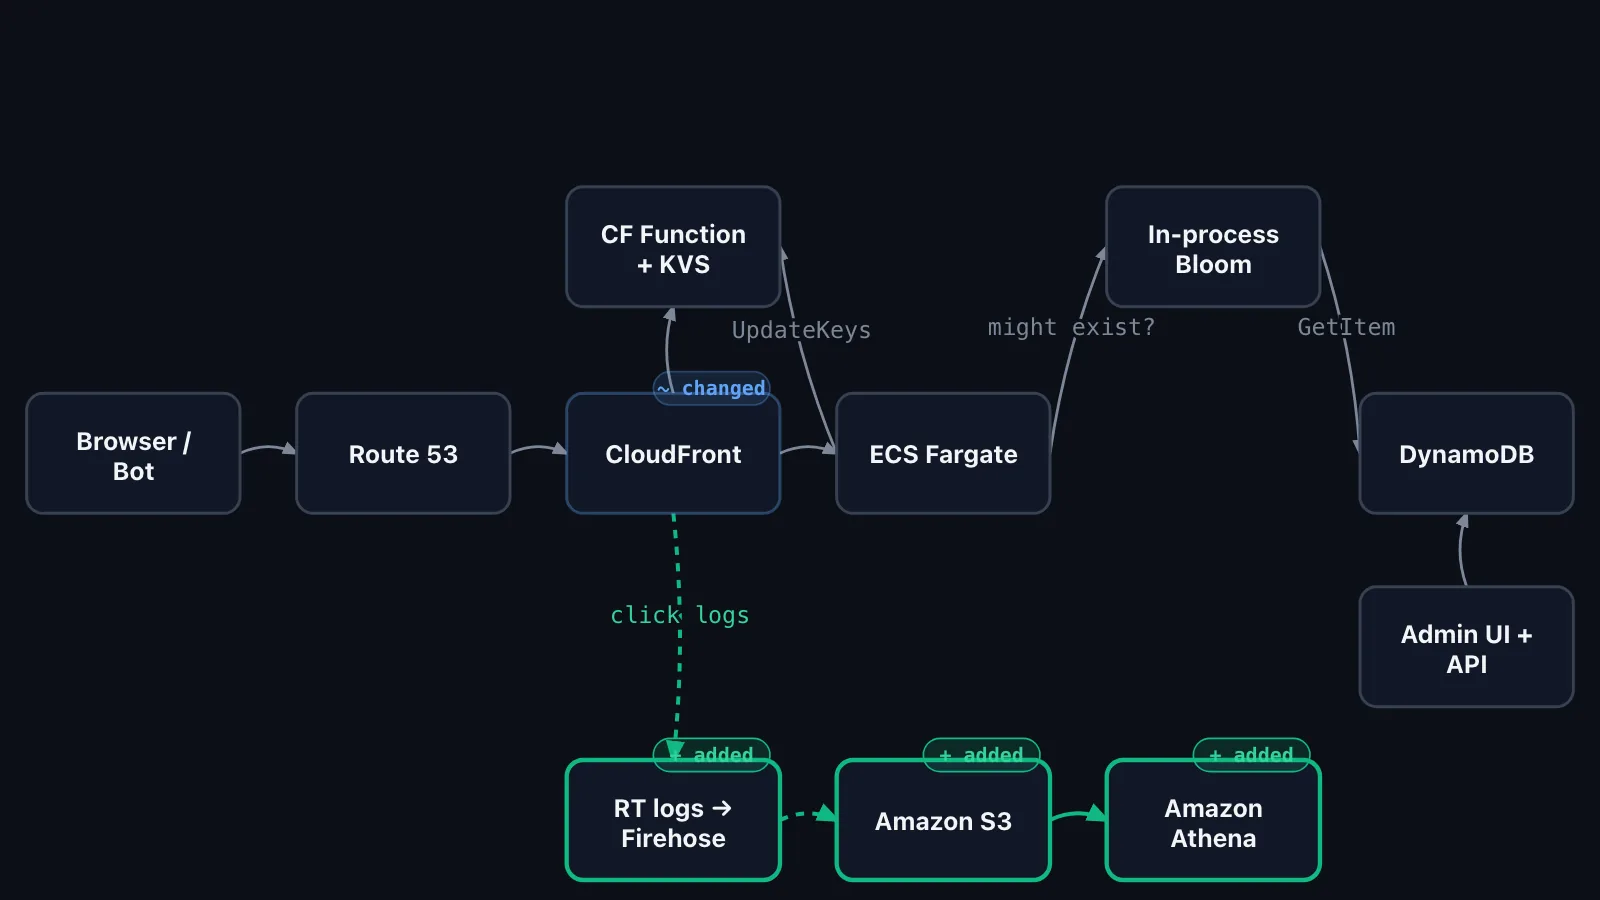 CF Function
+ KVS
In-process
Bloom
UpdateKeys
might exist?
GetItem
~ changed
Browser /
Bot
Route 53
CloudFront
ECS Fargate
DynamoDB
click logs
Admin UI +
API
+ added
+ added
+ added
RT logs →
Firehose
Amazon S3
Amazon
Athena